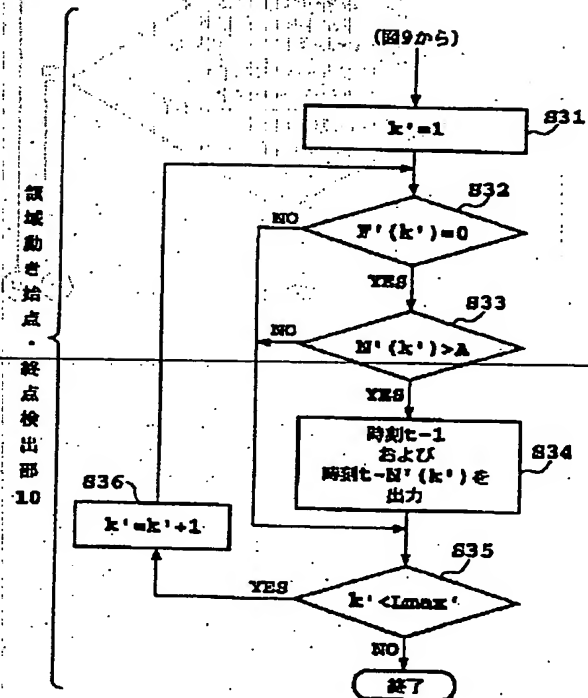 (図9から)
k'=1
S31
S32
F'(k')=0
NO
YES
S33
N'(k')>A
NO
YES
時刻t-1
および
時刻t-N'(k')を
出力
S34
S36
k'=k'+1
S35
k'<Lmax'
YES
NO
終了
領域動き始点・終点検出部10